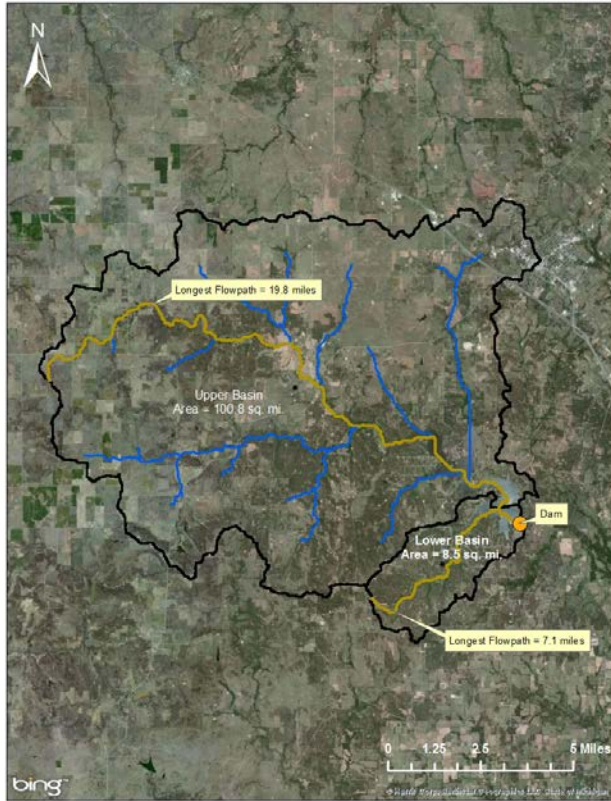 N
Longest Flowpath = 19.8 miles
Upper Basin
Area = 100.8 sq. mi.
Dam
Lower Basin
Area = 8.5 sq. mi.
Longest Flowpath = 7.1 miles
0 1.25 2.5 5 Miles
bing™